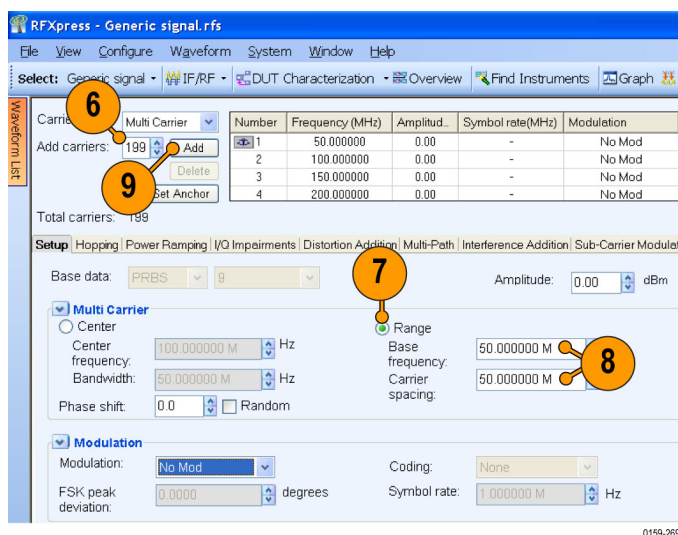 RFXpress - Generic signal.rfs
File View Configure Waveform System Window Help
Select: Generic signal IF/RF DUT Characterization Overview Find Instruments Graph
Waveform List
6
Multi Carrier
Add carriers: 199 Add
Delete
9
Set Anchor
Total carriers: 199
Number Frequency (MHz) Amplitud... Symbol rate(MHz) Modulation
1 50.000000 0.00 - No Mod
2 100.000000 0.00 - No Mod
3 150.000000 0.00 - No Mod
4 200.000000 0.00 - No Mod
Setup Hopping Power Ramping I/Q Impairments Distortion Addition Multi-Path Interference Addition Sub-Carrier Modula
Base data: PRBS 9
7
Amplitude: 0.00 dBm
Multi Carrier
Center
Center frequency: 100.000000 M Hz
Bandwidth: 50.000000 M Hz
Phase shift: 0.0 Random
Range
Base frequency: 50.000000 M
Carrier spacing: 50.000000 M
8
Modulation
Modulation: No Mod
FSK peak deviation: 0.0000 degrees
Coding: None
Symbol rate: 1.000000 M Hz
0159-269